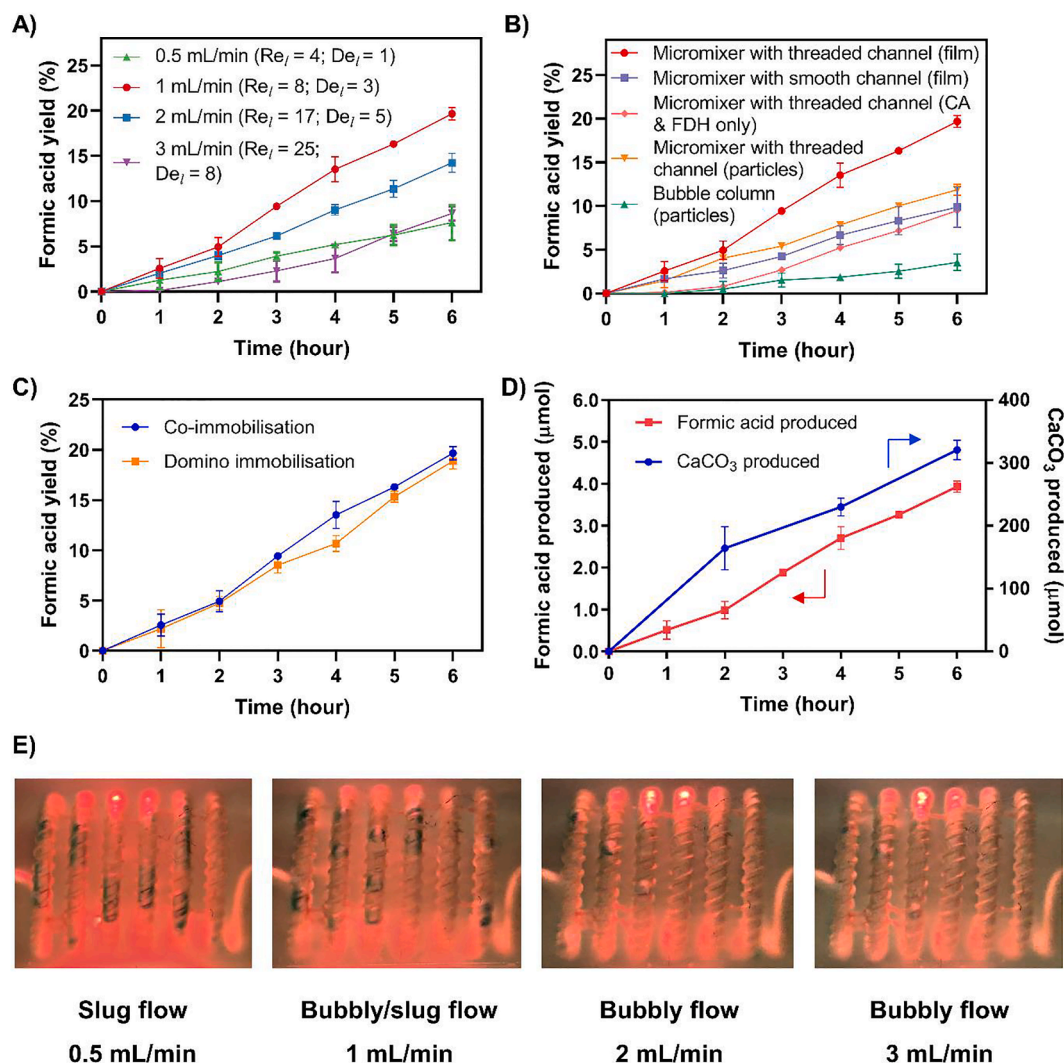 A)
Formic acid yield (%)
25
20
15
10
5
0
0 1 2 3 4 5 6
Time (hour)
0.5 mL/min (Rel = 4; Del = 1)
1 mL/min (Rel = 8; Del = 3)
2 mL/min (Rel = 17; Del = 5)
3 mL/min (Rel = 25;
Del = 8)
B)
Formic acid yield (%)
25
20
15
10
5
0
0 1 2 3 4 5 6
Time (hour)
Micromixer with threaded channel (film)
Micromixer with smooth channel (film)
Micromixer with threaded channel (CA
& FDH only)
Micromixer with threaded
channel (particles)
Bubble column
(particles)
C)
Formic acid yield (%)
25
20
15
10
5
0
0 1 2 3 4 5 6
Time (hour)
Co-immobilisation
Domino immobilisation
D)
Formic acid produced (μmol)
6.0
5.0
4.0
3.0
2.0
1.0
0.0
0 1 2 3 4 5 6
Time (hour)
Formic acid produced
CaCO3 produced
400
300
200
100
0
CaCO3 produced
(μmol)
E)
Slug flow
Bubbly/slug flow
Bubbly flow
Bubbly flow
0.5 mL/min
1 mL/min
2 mL/min
3 mL/min